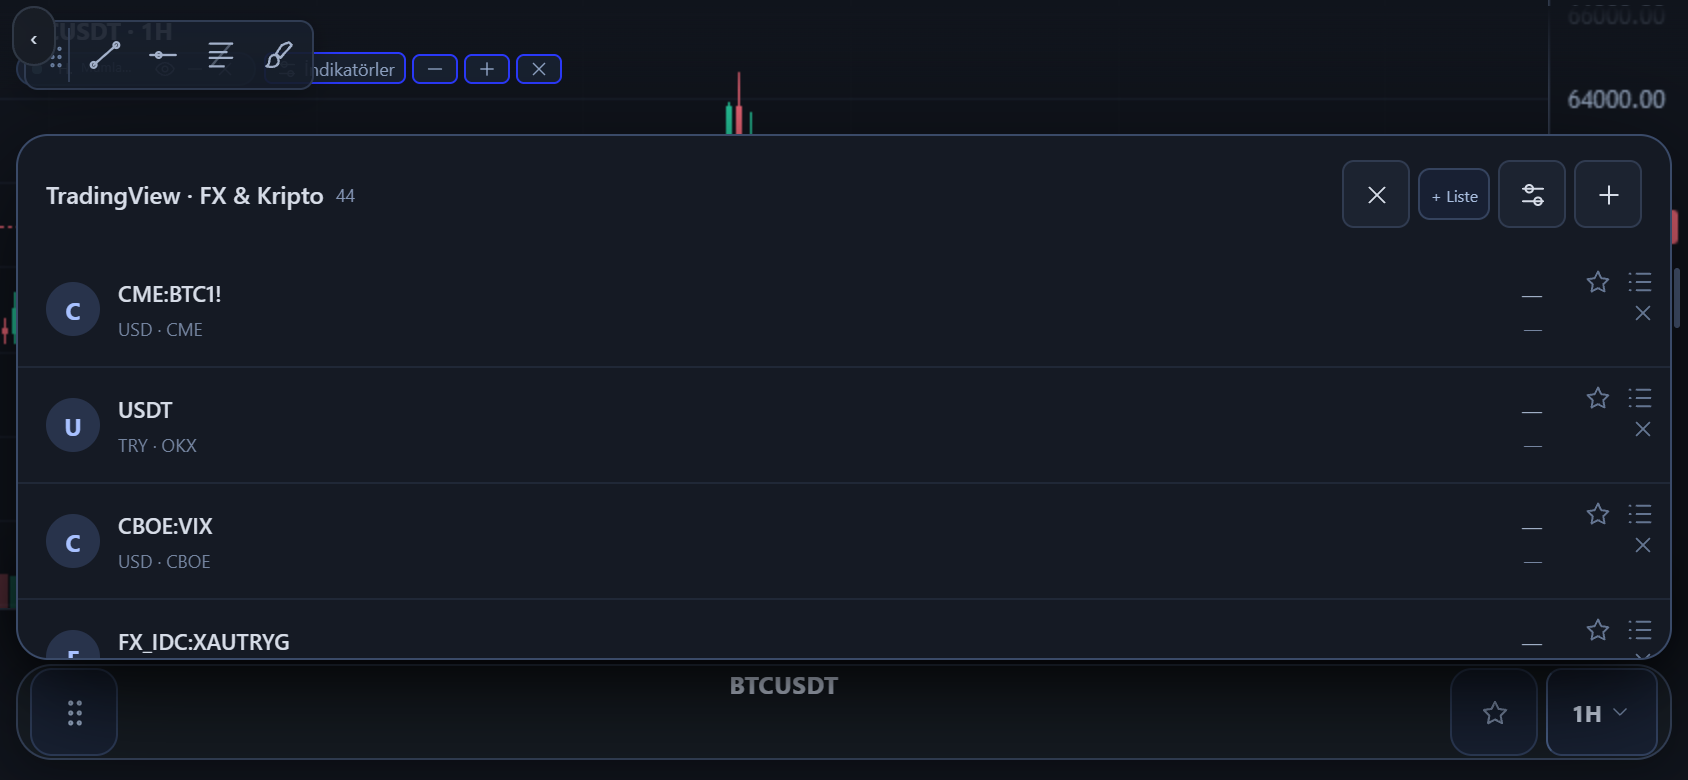 USDT · 1H
66000.00
indikatörler
64000.00
TradingView · FX & Kripto 44
+ Liste
C
CME:BTC1!
USD · CME
—
—
U
USDT
TRY · OKX
—
—
C
CBOE:VIX
USD · CBOE
—
—
FX_IDC:XAUTRYG
—
BTCUSDT
1H